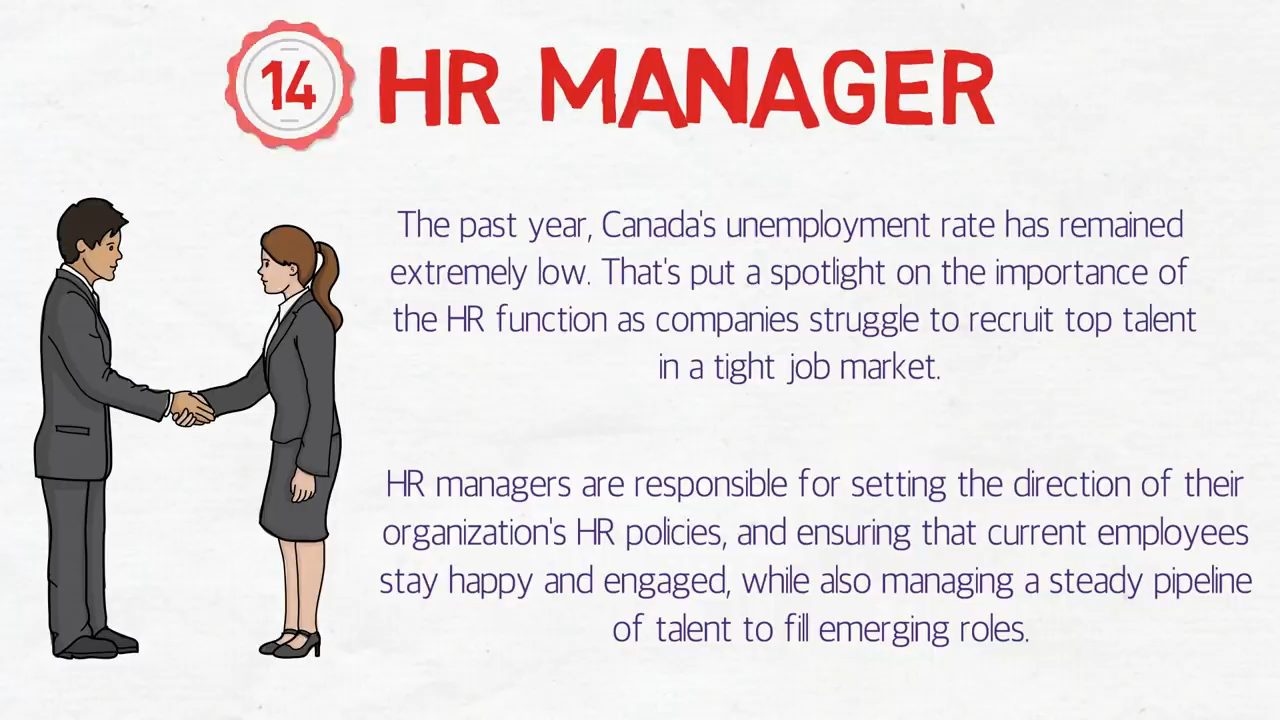 14 HR MANAGER
The past year, Canada's unemployment rate has remained
extremely low. That's put a spotlight on the importance of
the HR function as companies struggle to recruit top talent
in a tight job market.
HR managers are responsible for setting the direction of their
organization's HR policies, and ensuring that current employees
stay happy and engaged, while also managing a steady pipeline
of talent to fill emerging roles.